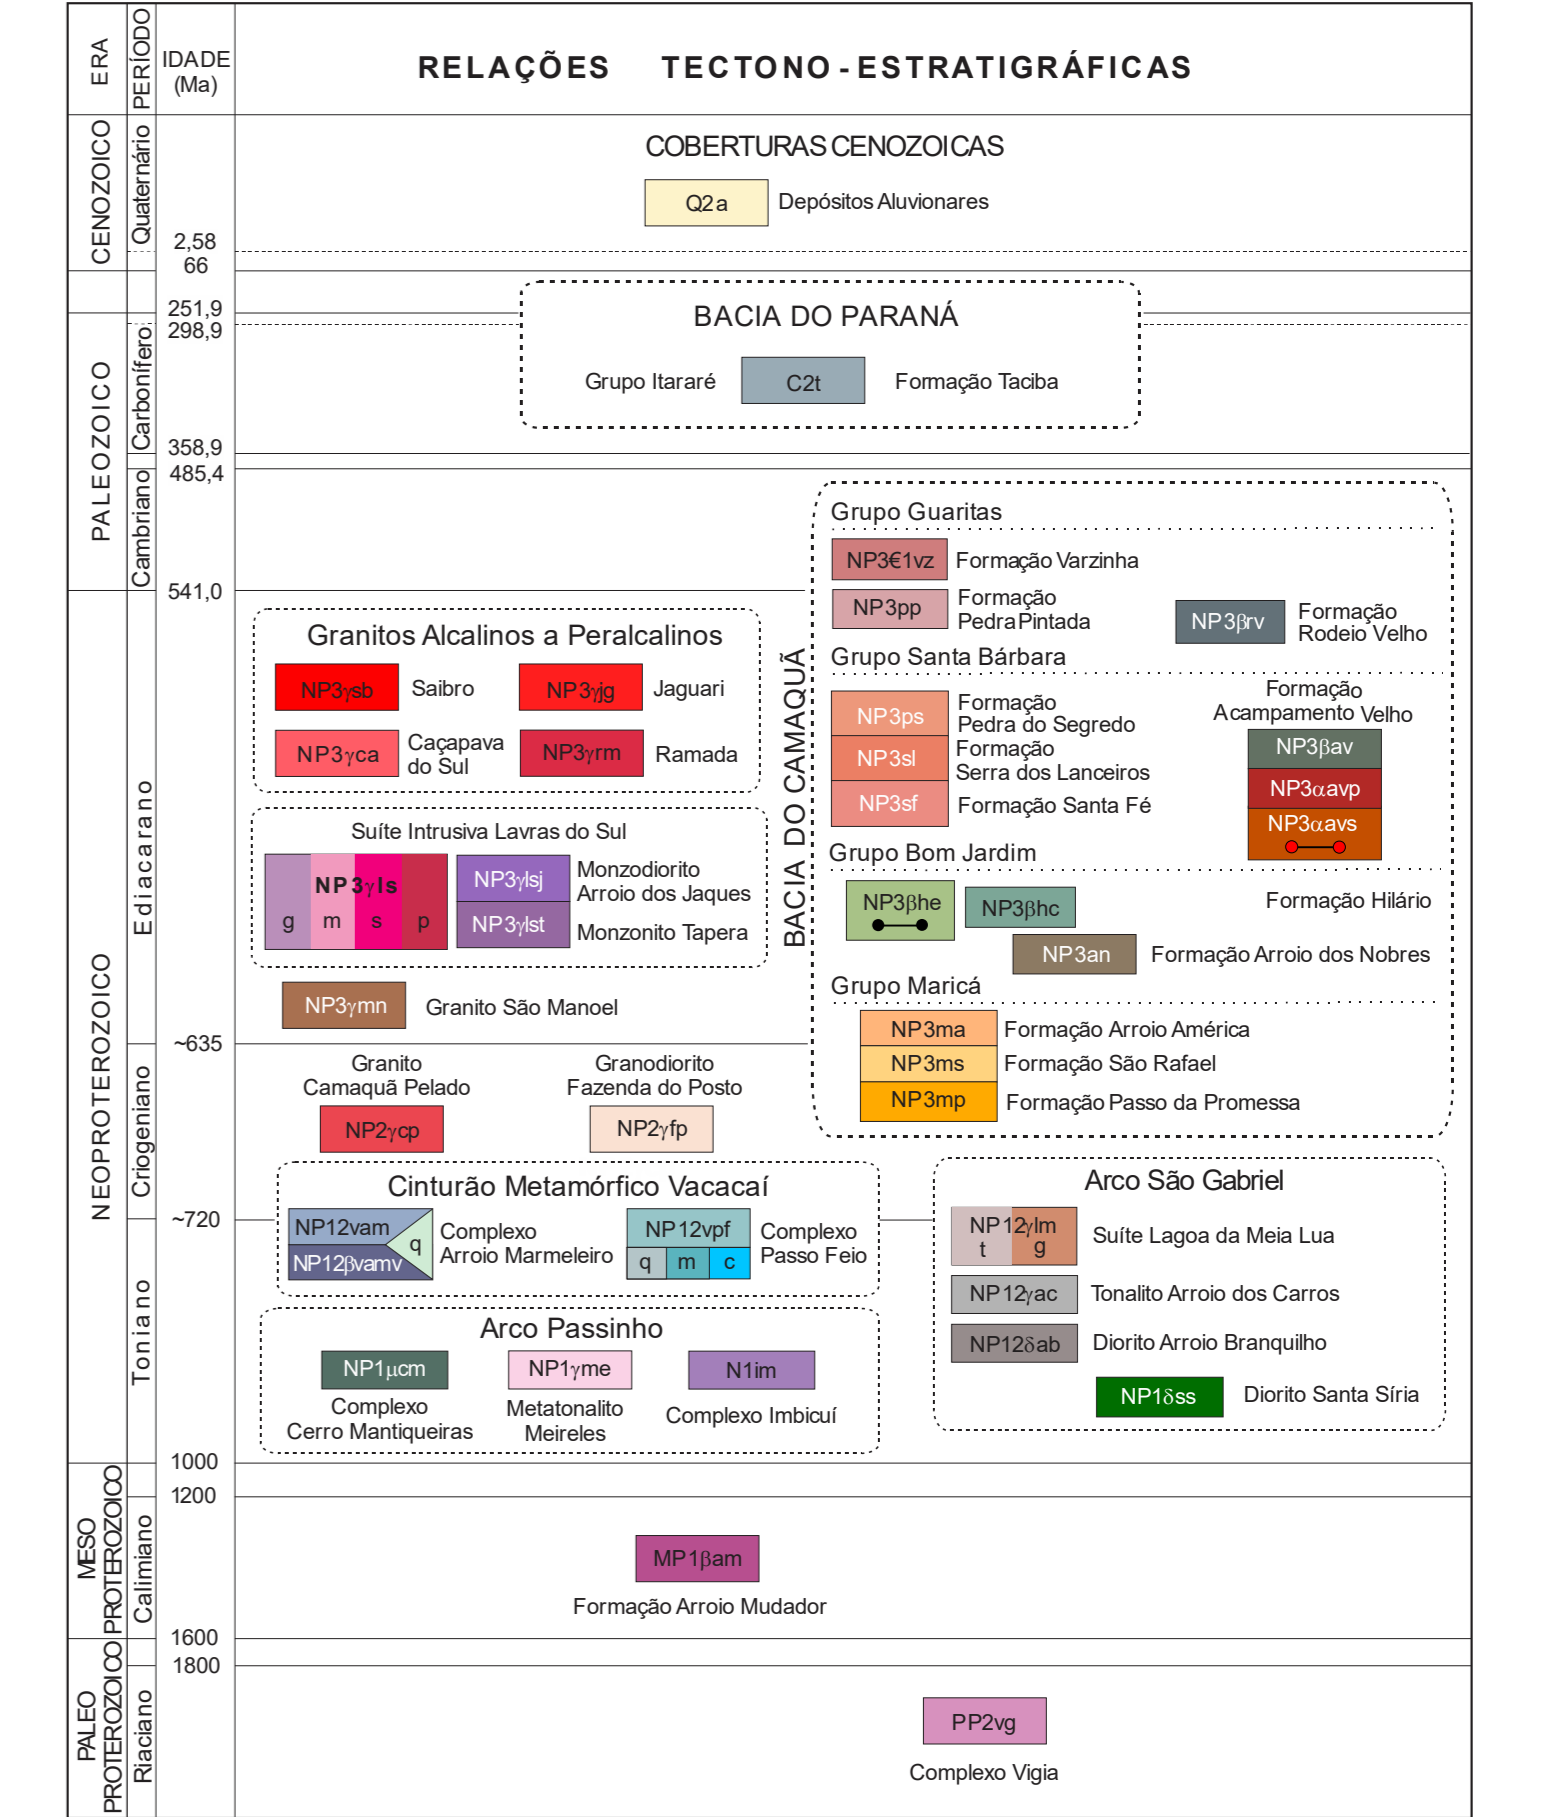 ERA
PERÍODO
IDADE
(Ma)
RELAÇÕES TECTONO-ESTRATIGRÁFICAS
CENOZOICO
Quaternário
2,58
66
COBERTURAS CENOZOICAS
Q2a
Depósitos Aluvionares
251,9
298,9
PALEOZOICO
Carbonífero
358,9
485,4
Cambriano
541,0
BACIA DO PARANÁ
Grupo Itararé
C2t
Formação Taciba
NEOPROTEROZOICO
Ediacarano
~635
Criogeniano
~720
Toniano
1000
Granitos Alcalinos a Peralcalinos
NP3γsb
Saibro
NP3γjg
Jaguari
NP3γca
Caçapava
do Sul
NP3γrm
Ramada
Suíte Intrusiva Lavras do Sul
NP3γls
g m s p
NP3γlsj
Monzodiorito
Arroio dos Jaques
NP3γlst
Monzonito Tapera
NP3γmn
Granito São Manoel
BACIA DO CAMAQUÃ
Grupo Guaritas
NP3€1vz
Formação Varzinha
NP3pp
Formação
Pedra Pintada
NP3βrv
Formação
Rodeio Velho
Grupo Santa Bárbara
NP3ps
Formação
Pedra do Segredo
NP3sl
Formação
Serra dos Lanceiros
NP3sf
Formação Santa Fé
Formação
Acampamento Velho
NP3βav
NP3αavp
NP3αavs
Grupo Bom Jardim
NP3βhe
NP3βhc
Formação Hilário
NP3an
Formação Arroio dos Nobres
Grupo Maricá
NP3ma
Formação Arroio América
NP3ms
Formação São Rafael
NP3mp
Formação Passo da Promessa
Granito
Camaquã Pelado
NP2γcp
Granodiorito
Fazenda do Posto
NP2γfp
Cinturão Metamórfico Vacacaí
NP12vam
NP12βvamv
q
Complexo
Arroio Marmeleiro
NP12vpf
q m c
Complexo
Passo Feio
Arco São Gabriel
NP12γlm
t g
Suíte Lagoa da Meia Lua
NP12γac
Tonalito Arroio dos Carros
NP12δab
Diorito Arroio Branquilho
NP1δss
Diorito Santa Síria
Arco Passinho
NP1μcm
Complexo
Cerro Mantiqueiras
NP1γme
Metatonalito
Meireles
N1im
Complexo Imbicuí
MESO
PROTEROZOICO
Calimiano
1200
1600
MP1βam
Formação Arroio Mudador
PALEO
PROTEROZOICO
Riaciano
1800
PP2vg
Complexo Vigia